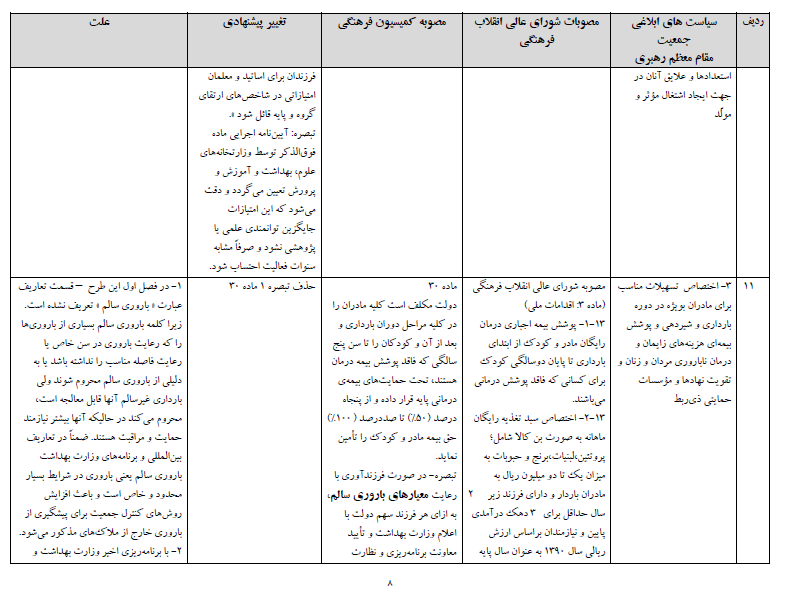 ردیف
سیاست های ابلاغی
جمعیت
مقام معظم رهبری
مصوبات شورای عالی انقلاب
فرهنگی
مصوبه کمیسیون فرهنگی
تغییر پیشنهادی
علت
استعدادها و علایق آنان در
جهت ایجاد اشتغال مؤثر و
مولّد
فرزندان برای اساتید و معلمان
امتیازاتی در شاخص‌های ارتقای
گروه و پایه قائل شود ».
تبصره: آیین‌نامه اجرایی ماده
فوق‌الذکر توسط وزارتخانه‌های
علوم، بهداشت و آموزش و
پرورش تعیین می‌گردد و دقت
می‌شود که این امتیازات
جایگزین توانمندی علمی یا
پژوهشی نشود و صرفاً مشابه
سنوات فعالیت احتساب شود.
۱۱
۳- اختصاص تسهیلات مناسب
برای مادران بویژه در دوره
بارداری و شیردهی و پوشش
بیمه‌ای هزینه‌های زایمان و
درمان ناباروری مردان و زنان و
تقویت نهادها و مؤسسات
حمایتی ذی‌ربط
مصوبه شورای عالی انقلاب فرهنگی
(ماده ۳: اقدامات ملی)
۱۳-۱- پوشش بیمه اجباری درمان
رایگان مادر و کودک از ابتدای
بارداری تا پایان دوسالگی کودک
برای کسانی که فاقد پوشش درمانی
می‌باشند.
۱۳-۲- اختصاص سبد تغذیه رایگان
ماهانه به صورت بن کالا شامل؛
پروتئین،لبنیات،برنج و حبوبات به
میزان یک تا دو میلیون ریال به
مادران باردار و دارای فرزند زیر ۲
سال حداقل برای ۳ دهک درآمدی
پایین و نیازمندان براساس ارزش
ریالی سال ۱۳۹۰ به عنوان سال پایه
ماده ۳۰
دولت مکلف است کلیه مادران را
در کلیه مراحل دوران بارداری و
بعد از آن و کودکان را تا سن پنج
سالگی که فاقد پوشش بیمه درمان
هستند، تحت حمایت‌های بیمه‌ی
درمانی پایه قرار داده و از پنجاه
درصد (۵۰٪) تا صددرصد (۱۰۰٪)
حق بیمه مادر و کودک را تأمین
نماید.
تبصره- در صورت فرزندآوری با
رعایت معیارهای باروری سالم،
به ازای هر فرزند سهم دولت با
اعلام وزارت بهداشت و تأیید
معاونت برنامه‌ریزی و نظارت
حذف تبصره ۱ ماده ۳۰
۱- در فصل اول این طرح – قسمت تعاریف
عبارت « باروری سالم » تعریف نشده است.
زیرا کلمه باروری سالم بسیاری از باروری‌ها
را که رعایت باروری در سن خاص یا
رعایت فاصله مناسب را نداشته باشد یا به
دلیلی از باروری سالم محروم شوند ولی
بارداری غیرسالم آنها قابل معالجه است،
محروم می‌کند در حالیکه آنها بیشتر نیازمند
حمایت و مراقبت هستند. ضمناً در تعاریف
بین‌المللی و برنامه‌های وزارت بهداشت
باروری سالم یعنی باروری در شرایط بسیار
محدود و خاص است و باعث افزایش
روش‌های کنترل جمعیت برای پیشگیری از
باروری خارج از ملاک‌های مذکور می‌شود.
۲- با برنامه‌ریزی اخیر وزارت بهداشت و
۸